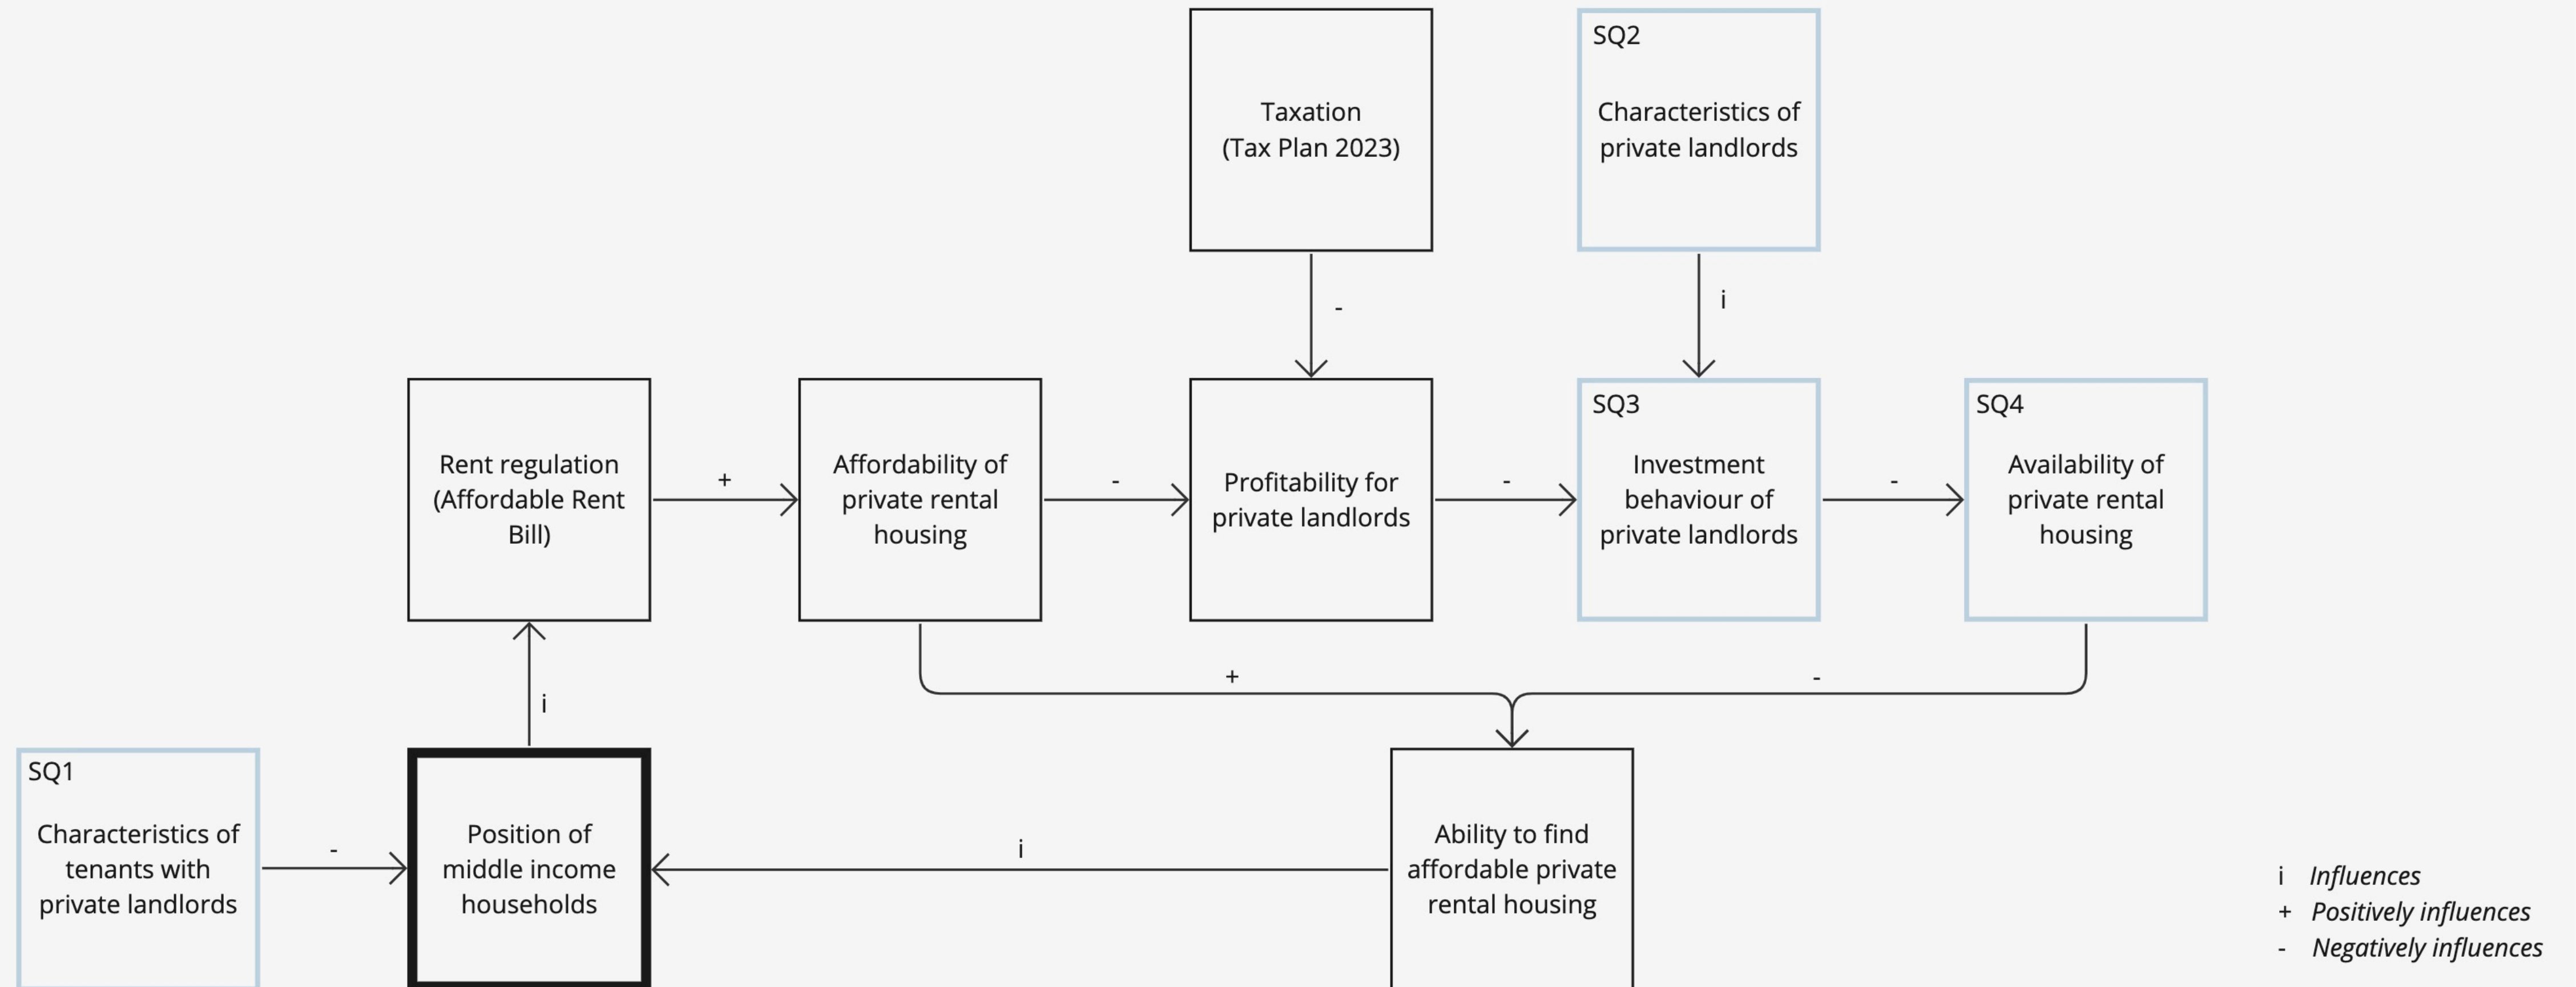 Taxation
(Tax Plan 2023)
SQ2
Characteristics of
private landlords
-
i
Rent regulation
(Affordable Rent
Bill)
+
Affordability of
private rental
housing
-
Profitability for
private landlords
-
SQ3
Investment
behaviour of
private landlords
-
SQ4
Availability of
private rental
housing
+
-
i
SQ1
Characteristics of
tenants with
private landlords
-
Position of
middle income
households
i
Ability to find
affordable private
rental housing
i Influences
+ Positively influences
- Negatively influences